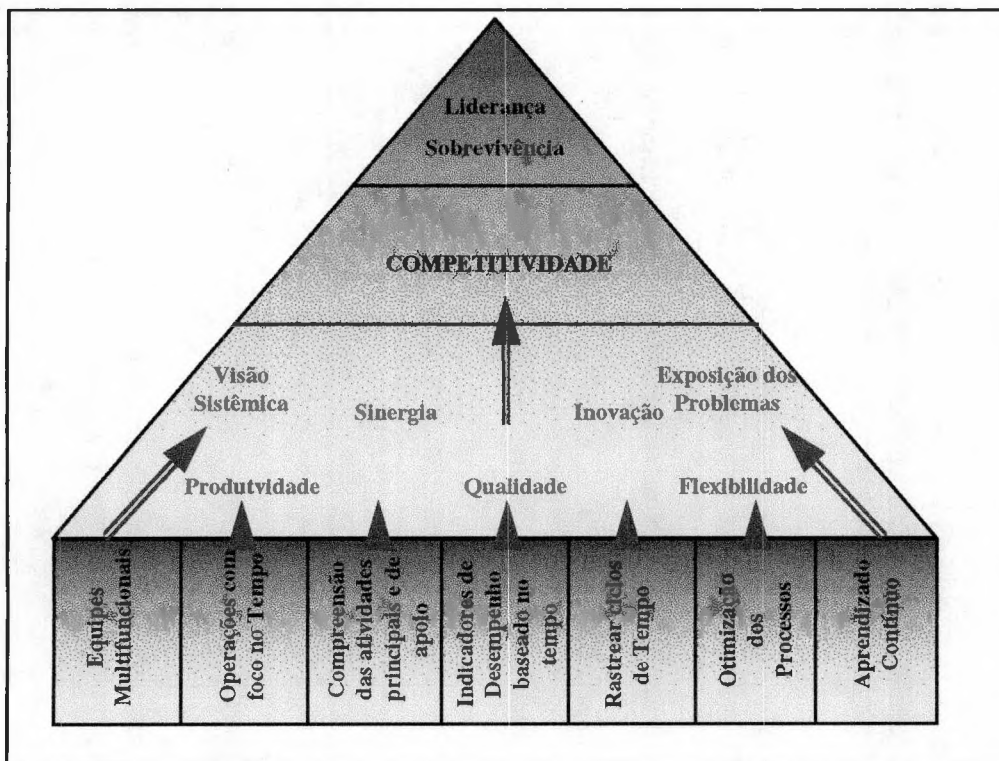 Liderança
Sobrevivência
COMPETITIVIDADE
Visão
Sistêmica
Sinergia
Inovação
Exposição dos
Problemas
Produtvidade
Qualidade
Flexibilidade
Equipes
Multifuncionais
Operações com
foco no Tempo
Compreensão
das atividades
principais e de
apoio
Indicadores de
Desempenho
baseado no
tempo
Rastrear ciclos
de Tempo
Otimização
dos
Processos
Aprendizado
Contínuo